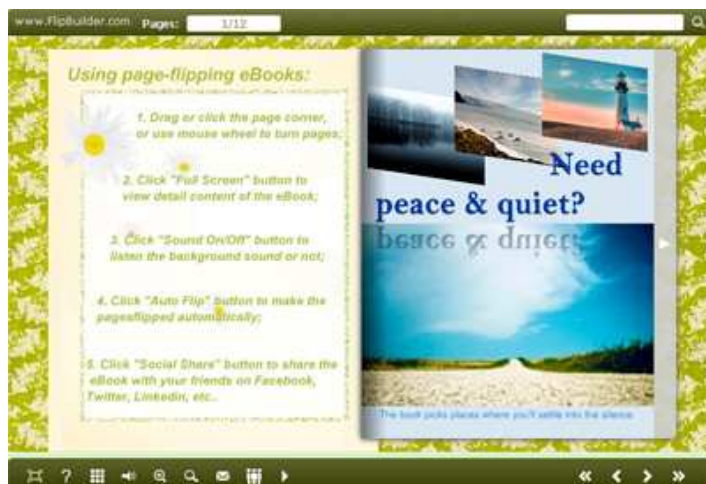 www.FlipBuilder.com Pages: 1/12
Using page-flipping eBooks:
1. Drag or click the page corner,
or use mouse wheel to turn pages;
2. Click "Full Screen" button to
view detail content of the eBook;
3. Click "Sound On/Off" button to
listen the background sound or not;
4. Click "Auto Flip" button to make the
pagesflipped automatically;
5. Click "Social Share" button to share the
eBook with your friends on Facebook,
Twitter, Linkedin, etc..
Need
peace & quiet?
peace & quiet?
The book picks places where you'll settle into the silence.